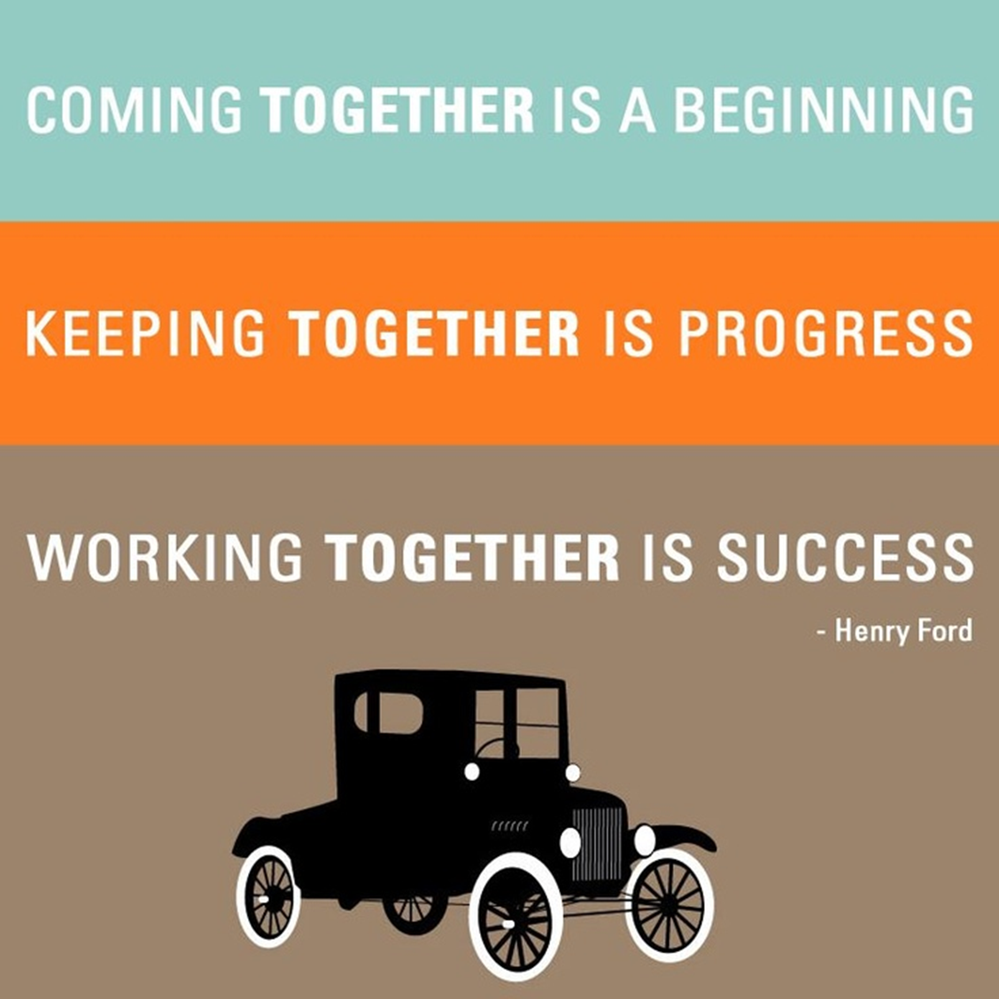 COMING TOGETHER IS A BEGINNING
KEEPING TOGETHER IS PROGRESS
WORKING TOGETHER IS SUCCESS
- Henry Ford